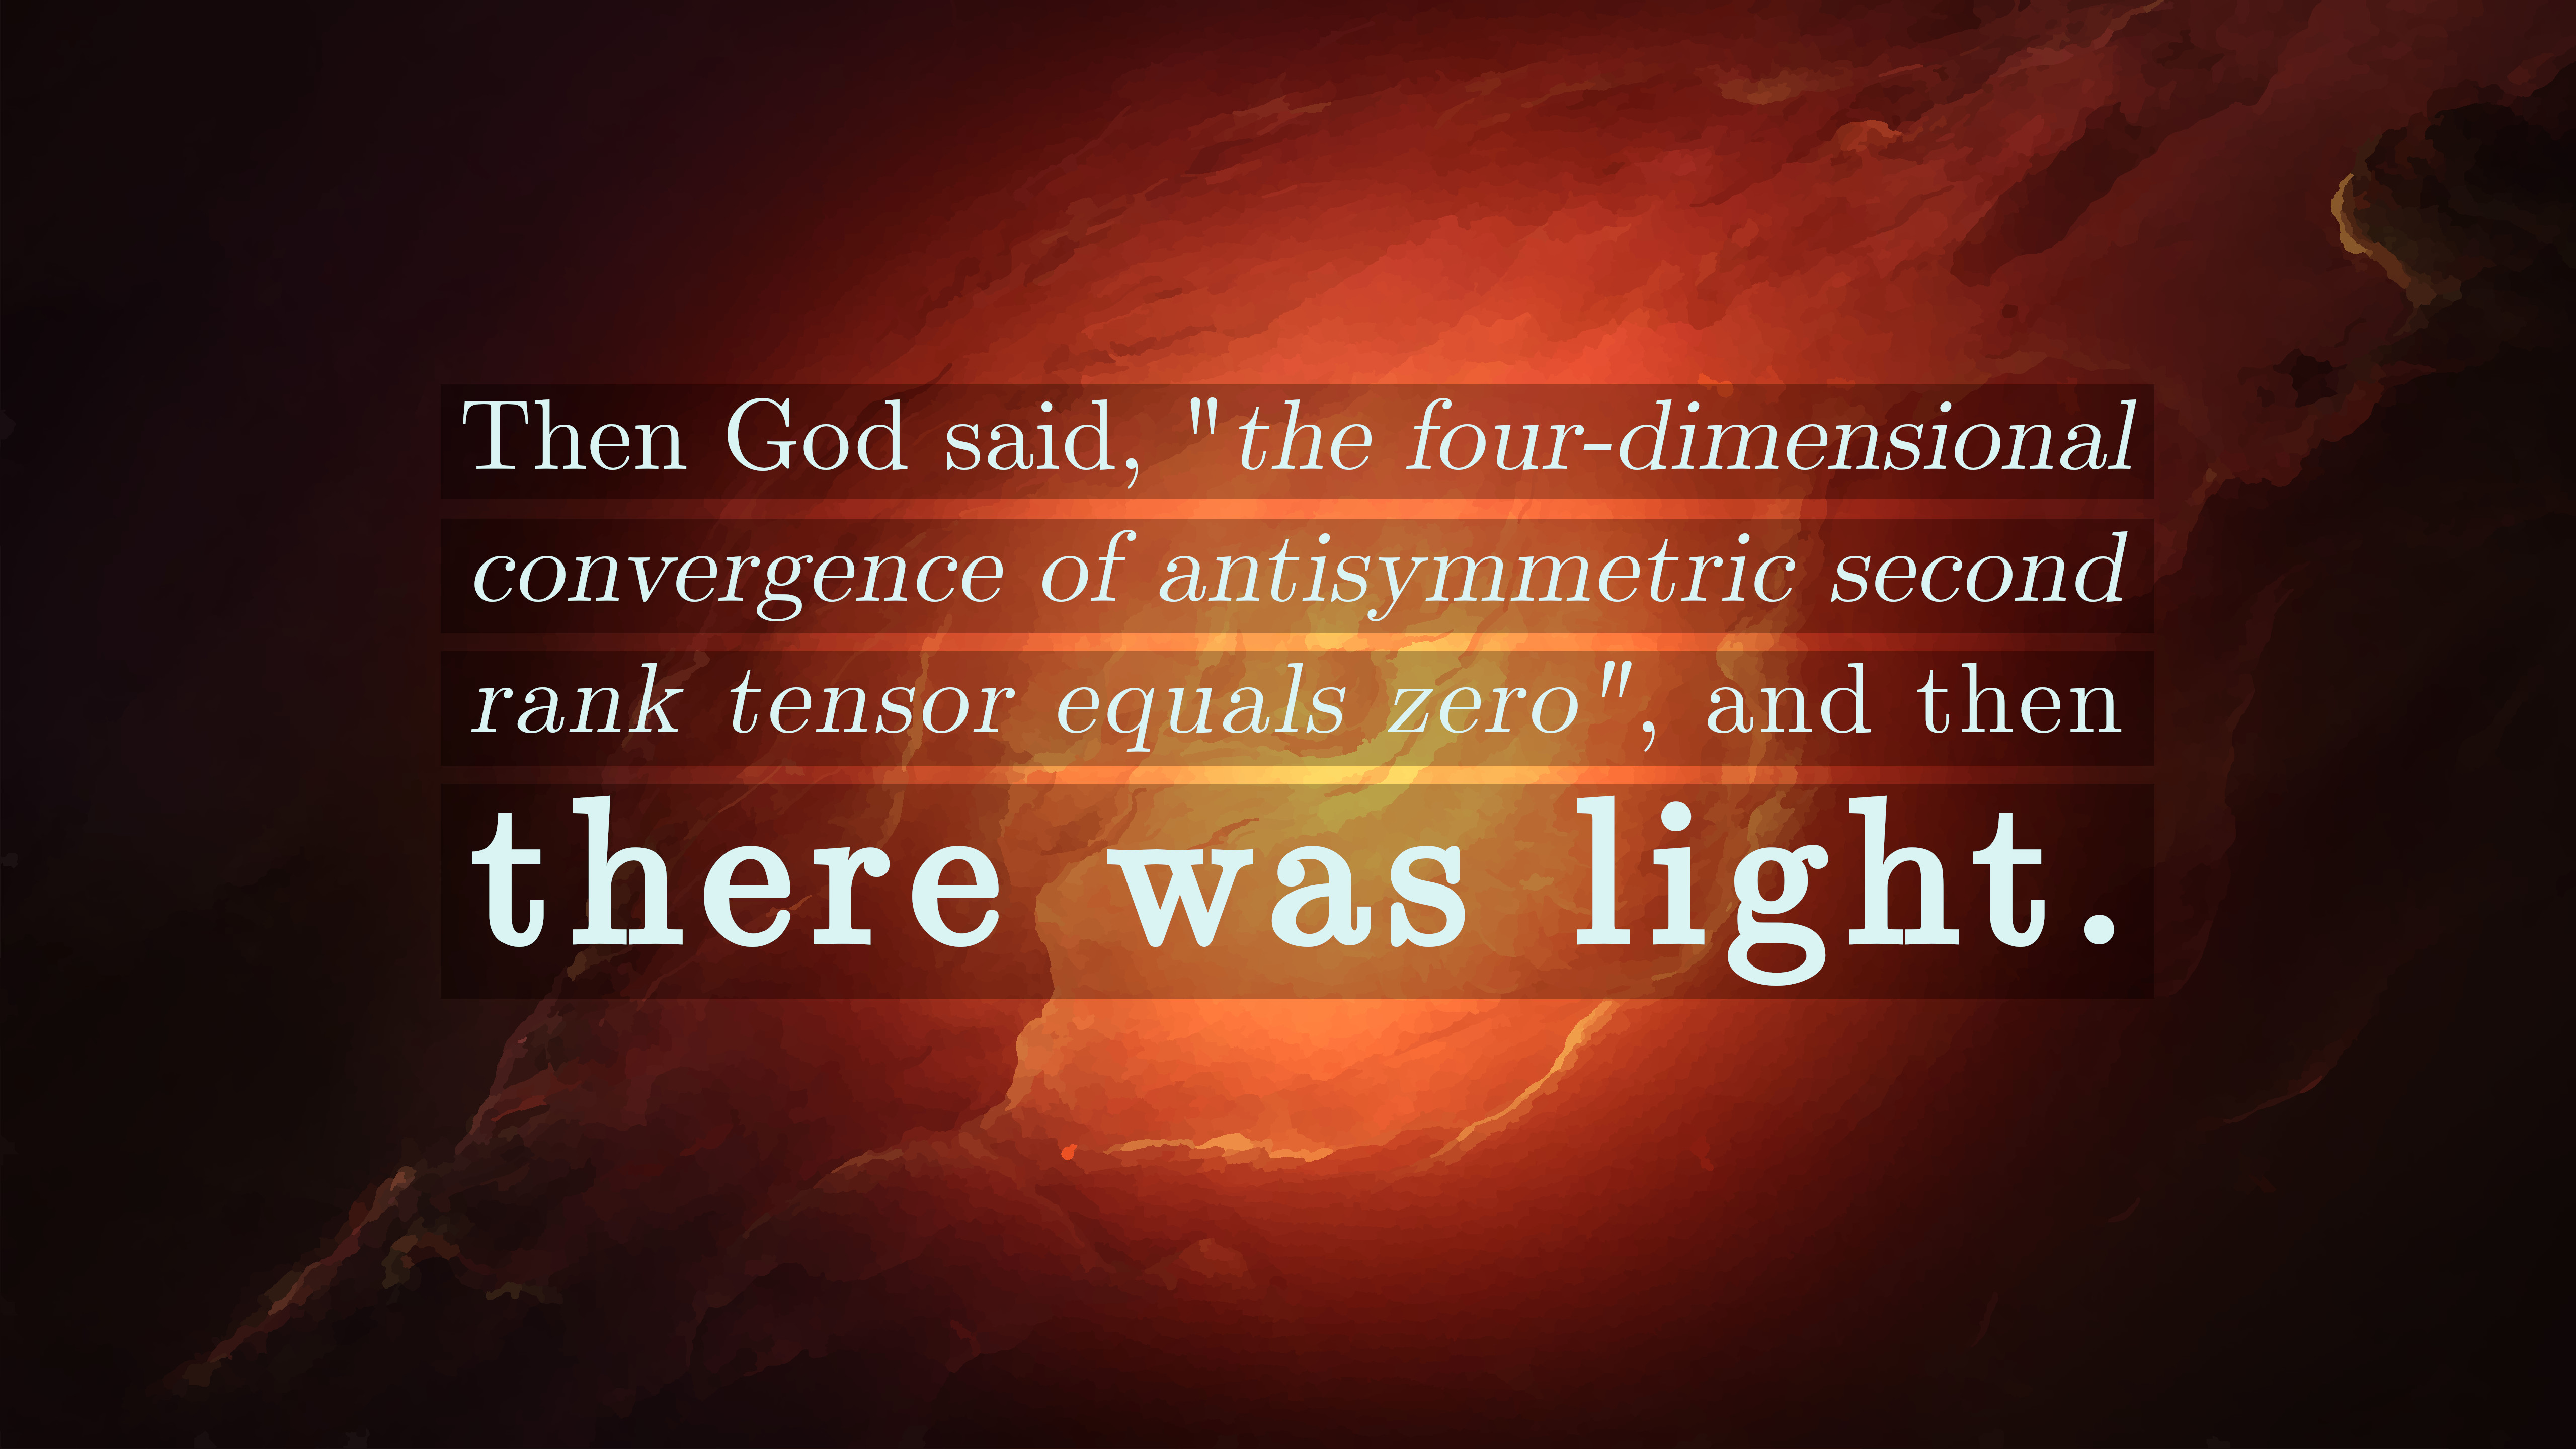 Then God said, "the four-dimensional
convergence of antisymmetric second
rank tensor equals zero", and then
there was light.